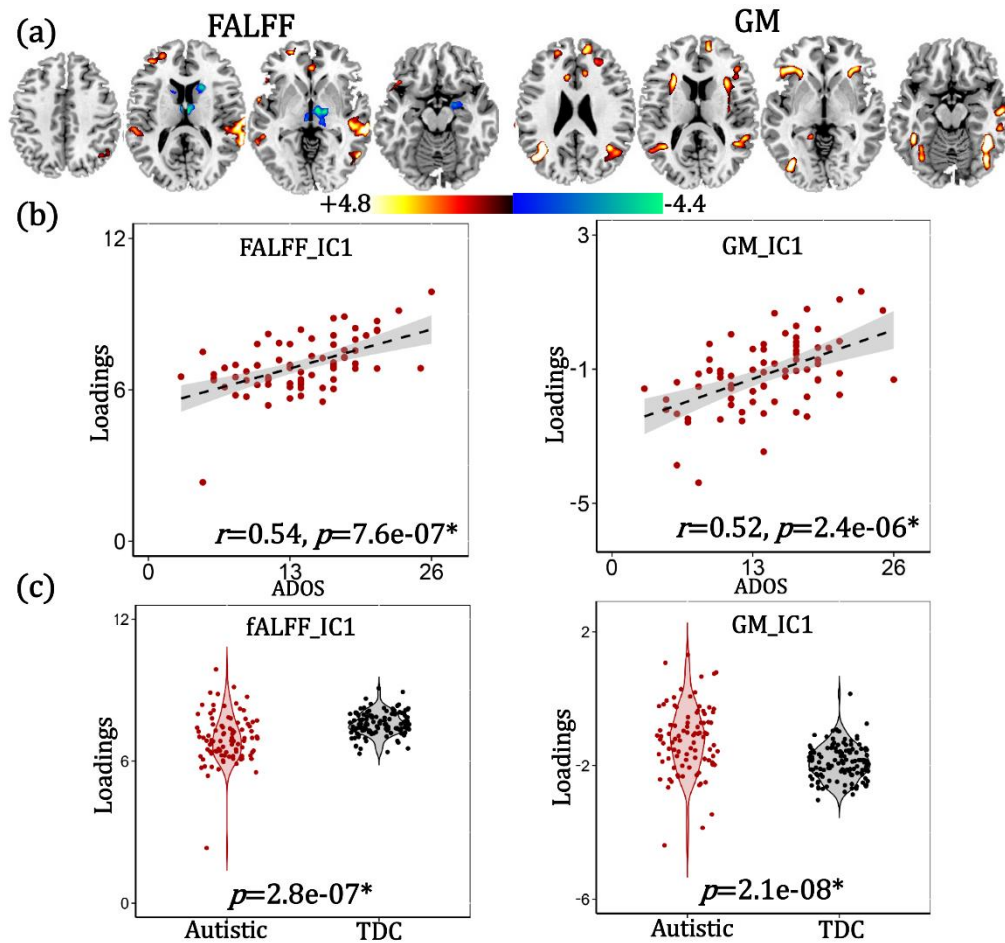 (a)
FALFF
GM
+4.8
-4.4
(b)
FALFF_IC1
12
6
0
Loadings
r=0.54, p=7.6e-07*
0
13
26
GM_IC1
3
-1
-5
Loadings
r=0.52, p=2.4e-06*
0
13
26
ADOS
ADOS
(c)
fALFF_IC1
12
6
0
Loadings
p=2.8e-07*
Autistic
TDC
GM_IC1
2
-2
-6
Loadings
p=2.1e-08*
Autistic
TDC